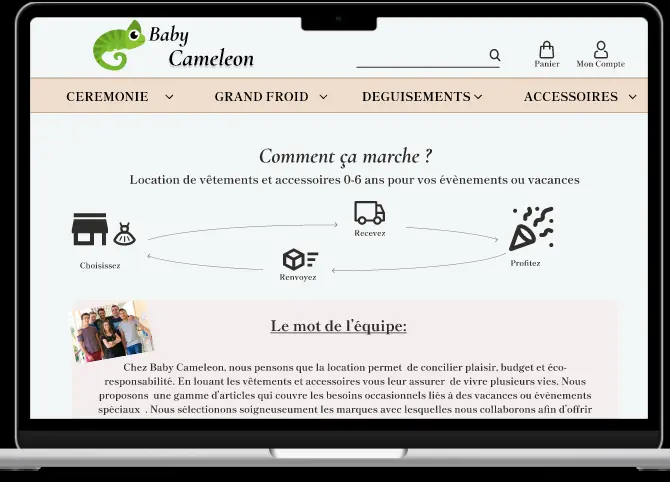 Baby
Cameleon
Panier
Mon Compte
CEREMONIE
GRAND FROID
DEGUISEMENTS
ACCESSOIRES
Comment ça marche ?
Location de vêtements et accessoires 0-6 ans pour vos évènements ou vacances
Choisissez
Recevez
Renvoyez
Profitez
Le mot de l'équipe:
Chez Baby Cameleon, nous pensons que la location permet de concilier plaisir, budget et éco-
responsabilité. En louant les vêtements et accessoires vous leur assurer de vivre plusieurs vies. Nous
proposons une gamme d'articles qui couvre les besoins occasionnels liés à des vacances ou évènements
spéciaux . Nous sélectionons soigneusement les marques avec lesquelles nous collaborons afin d'offrir